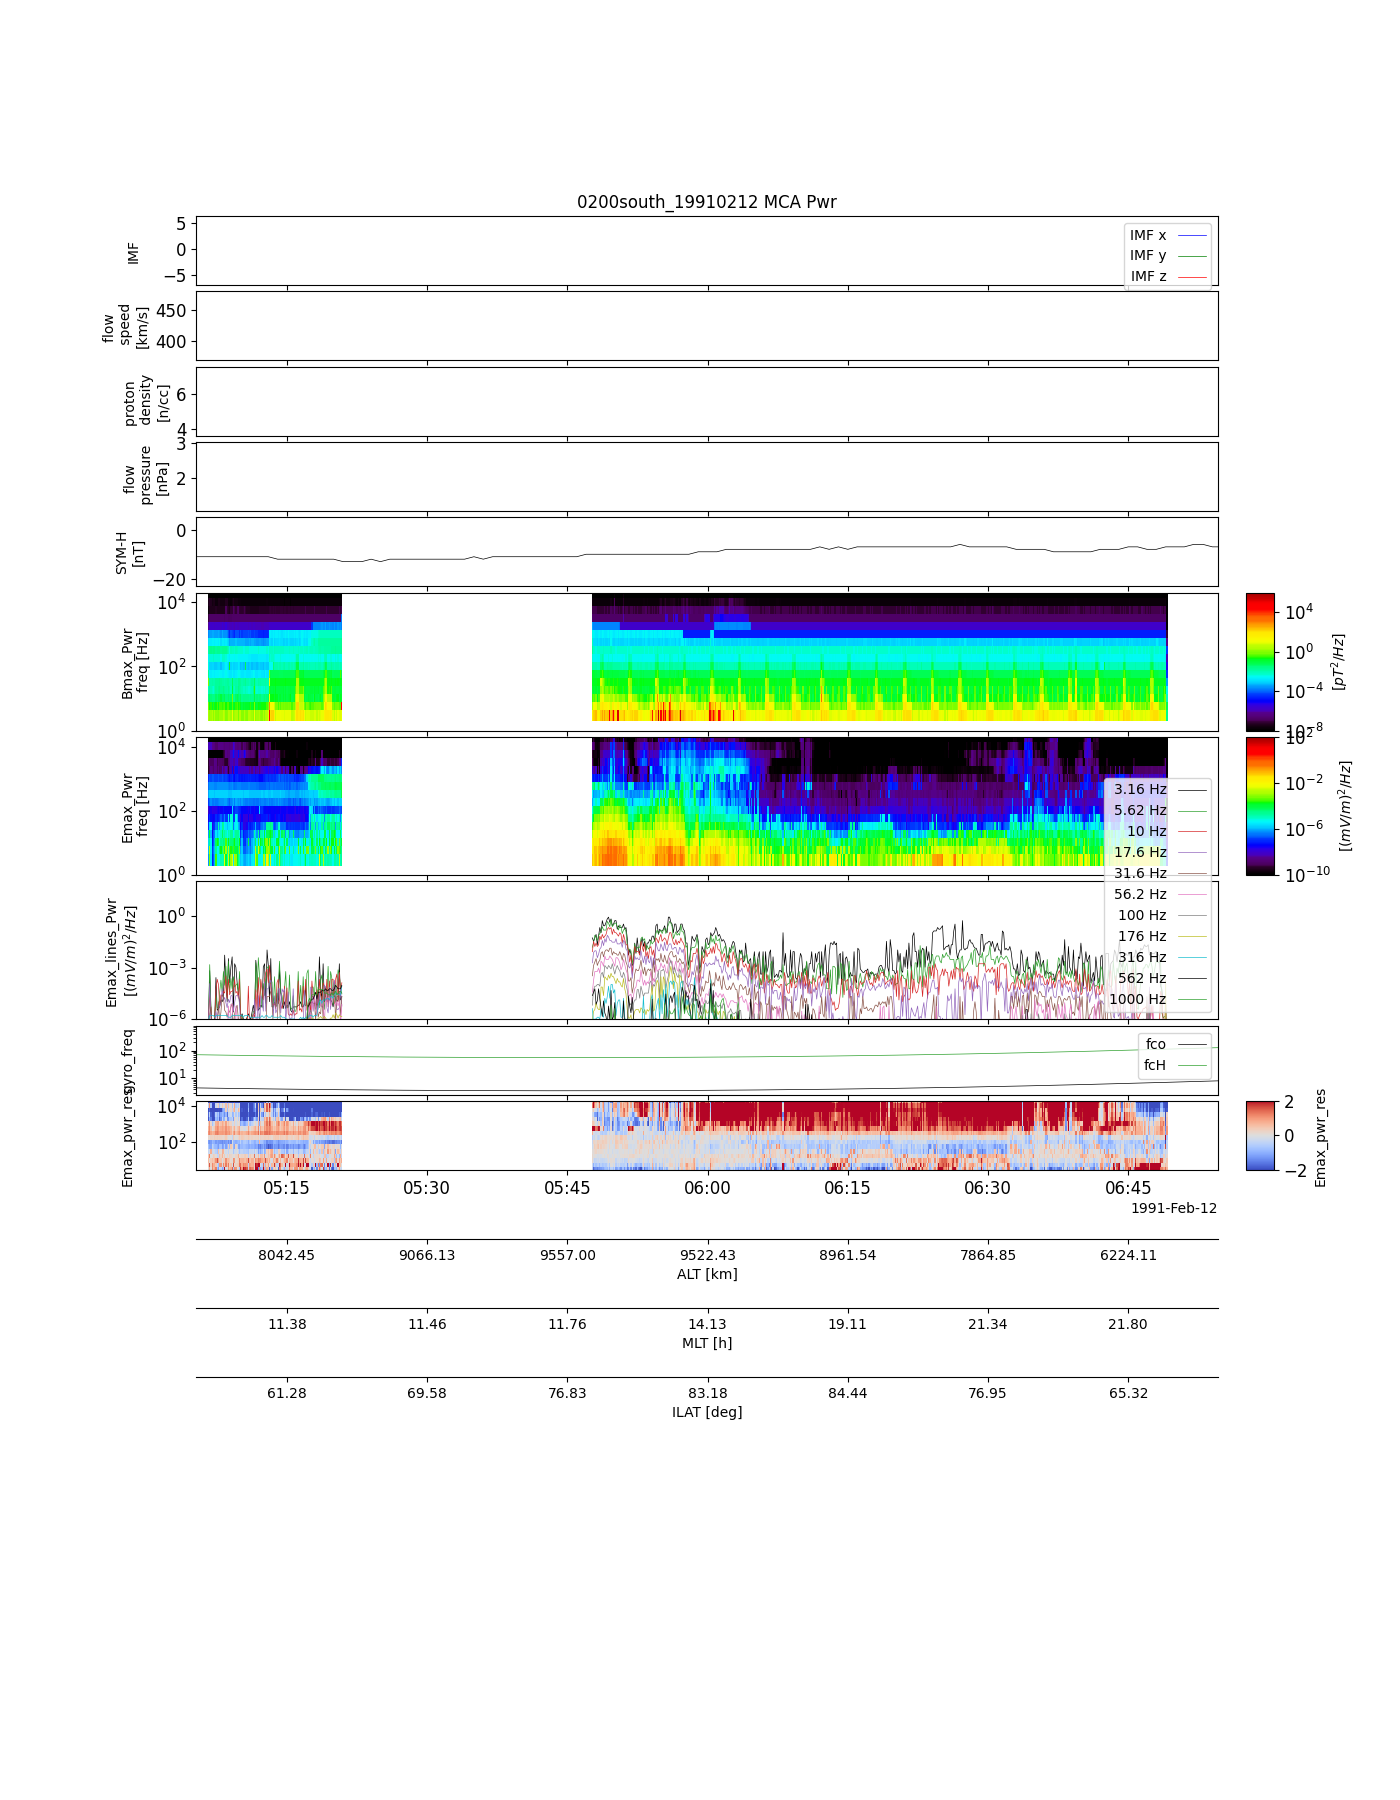 0200south_19910212 MCA Pwr
5
0
−5
IMF
IMF x
IMF y
IMF z
450
400
flow
speed
[km/s]
6
4
proton
density
[n/cc]
3
2
flow
pressure
[nPa]
0
−20
SYM-H
[nT]
10^4
10^2
10^0
Bmax_Pwr
freq [Hz]
10^4
10^0
10^−4
10^−8
[pT^2/Hz]
10^4
10^2
10^0
Emax_Pwr
freq [Hz]
10^2
10^−2
10^−6
10^−10
[(mV/m)^2/Hz]
3.16 Hz
5.62 Hz
10 Hz
17.6 Hz
31.6 Hz
56.2 Hz
100 Hz
176 Hz
316 Hz
562 Hz
1000 Hz
10^0
10^−3
10^−6
Emax_lines_Pwr
[(mV/m)^2/Hz]
10^2
10^1
gyro_freq
fco
fcH
10^4
10^2
Emax_pwr_res
2
0
−2
Emax_pwr_res
05:15 05:30 05:45 06:00 06:15 06:30 06:45
1991-Feb-12
8042.45 9066.13 9557.00 9522.43 8961.54 7864.85 6224.11
ALT [km]
11.38 11.46 11.76 14.13 19.11 21.34 21.80
MLT [h]
61.28 69.58 76.83 83.18 84.44 76.95 65.32
ILAT [deg]